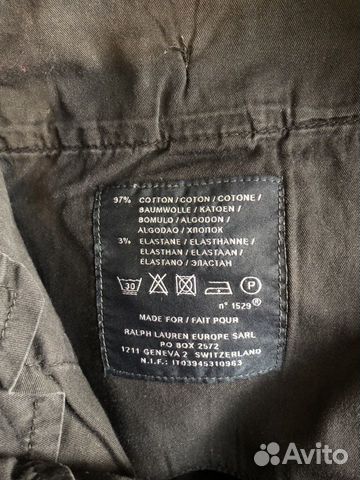 97% COTTON / COTON / COTONE /
BAUMWOLLE / KATOEN /
BOMULD / ALGODON /
ALGODAO / ХЛОПОК
3% ELASTANE / ELASTHANNE /
ELASTHAN / ELASTAAN /
ELASTANO / ЭЛАСТАН
30 P
n° 1529®
MADE FOR / FAIT POUR
RALPH LAUREN EUROPE SARL
PO BOX 2572
1211 GENEVA 2 SWITZERLAND
N.I.F.: IT03945310963
Avito